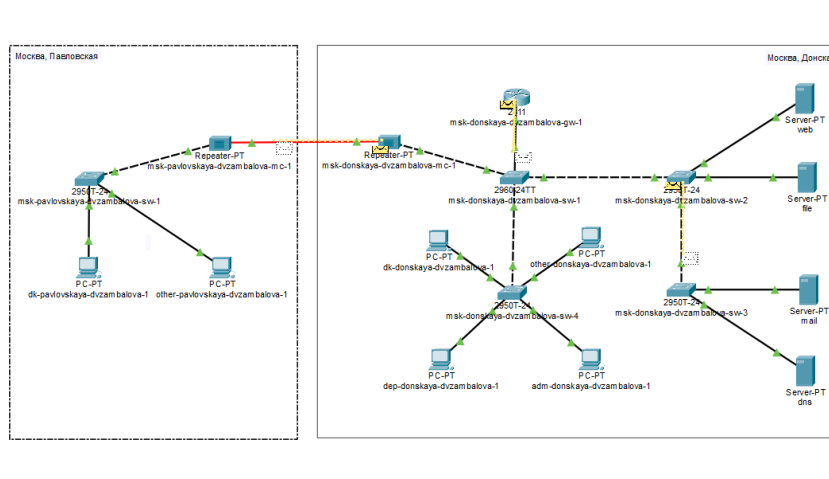 Москва, Павловская
Москва, Донска
Repeater-PT
msk-pavlovskaya-dvzambalova-mc-1
2950T-24
msk-pavlovskaya-dvzambalova-sw-1
PC-PT
dk-pavlovskaya-dvzambalova-1
PC-PT
other-pavlovskaya-dvzambalova-1
msk-donskaya-dvzambalova-gw-1
Repeater-PT
msk-donskaya-dvzambalova-mc-1
2960-24TT
msk-donskaya-dvzambalova-sw-1
msk-donskaya-dvzambalova-sw-2
Server-PT
web
Server-PT
file
PC-PT
dk-donskaya-dvzambalova-1
PC-PT
other-donskaya-dvzambalova-1
2950T-24
msk-donskaya-dvzambalova-sw-4
2950T-24
msk-donskaya-dvzambalova-sw-3
Server-PT
mail
PC-PT
dep-donskaya-dvzambalova-1
PC-PT
adm-donskaya-dvzambalova-1
Server-PT
dns